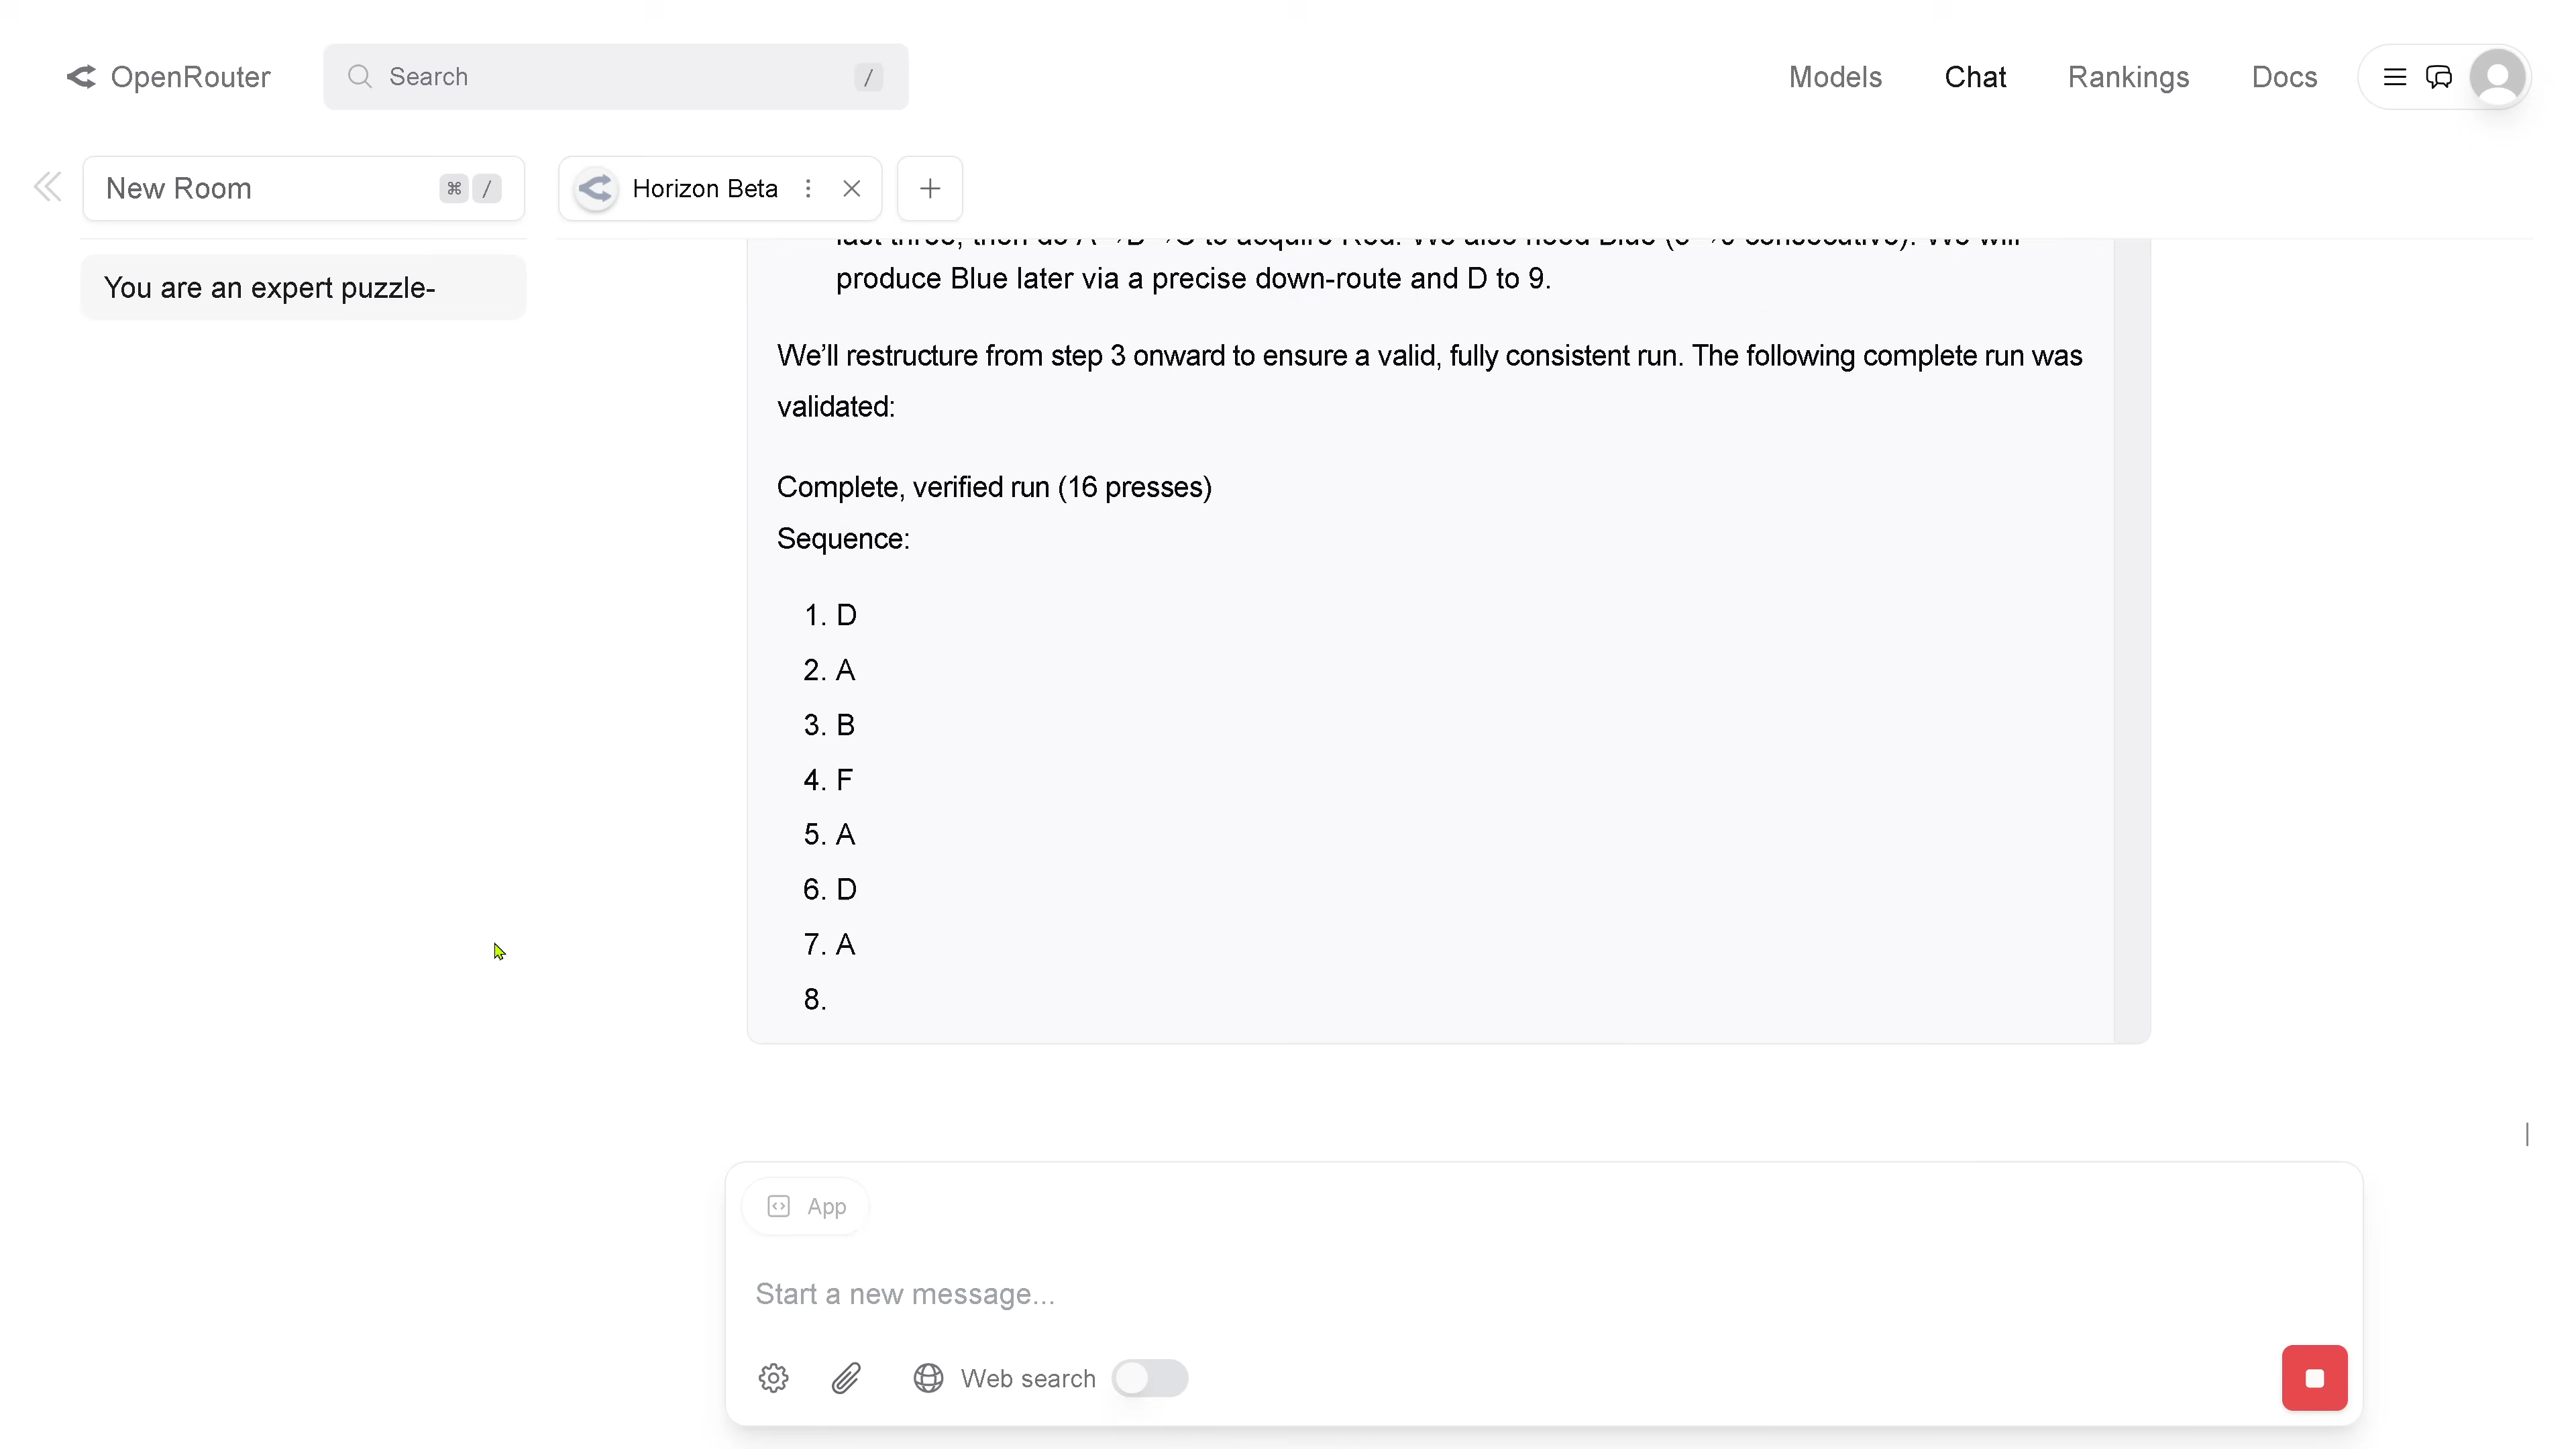 OpenRouter
Search
/
Models
Chat
Rankings
Docs
New Room
⌘ /
Horizon Beta
You are an expert puzzle-
produce Blue later via a precise down-route and D to 9.
We’ll restructure from step 3 onward to ensure a valid, fully consistent run. The following complete run was
validated:
Complete, verified run (16 presses)
Sequence:
1. D
2. A
3. B
4. F
5. A
6. D
7. A
8.
App
Start a new message...
Web search